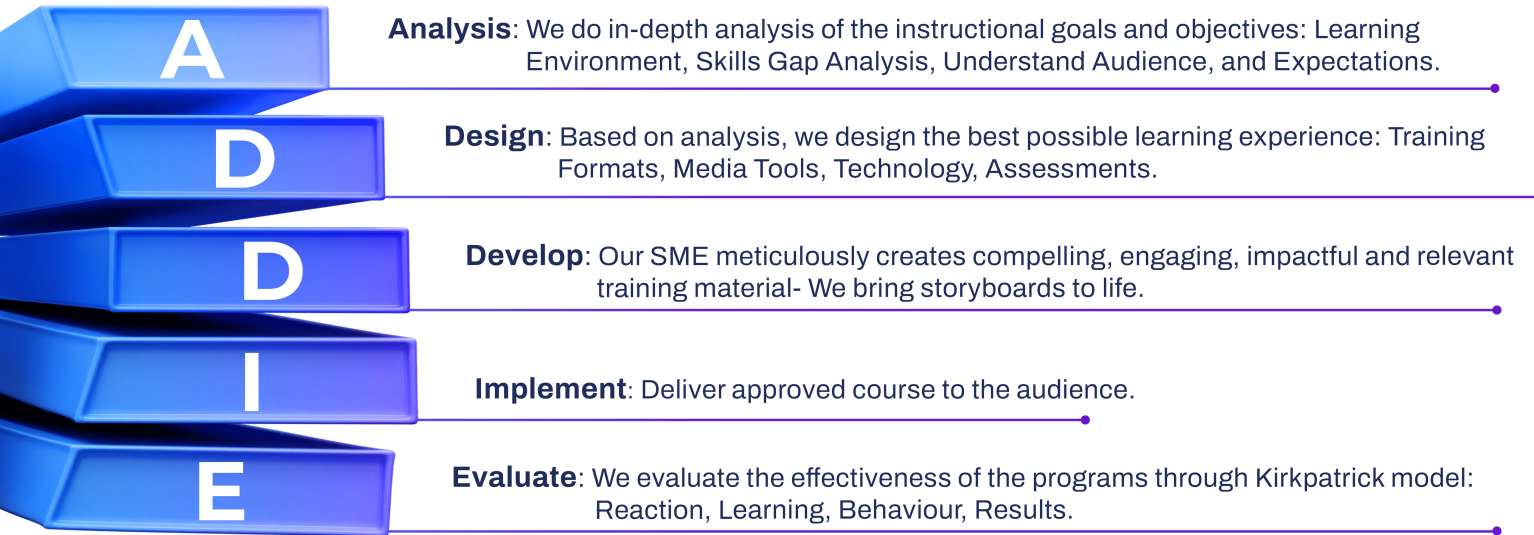 A
Analysis: We do in-depth analysis of the instructional goals and objectives: Learning
Environment, Skills Gap Analysis, Understand Audience, and Expectations.
D
Design: Based on analysis, we design the best possible learning experience: Training
Formats, Media Tools, Technology, Assessments.
D
Develop: Our SME meticulously creates compelling, engaging, impactful and relevant
training material- We bring storyboards to life.
I
Implement: Deliver approved course to the audience.
E
Evaluate: We evaluate the effectiveness of the programs through Kirkpatrick model:
Reaction, Learning, Behaviour, Results.